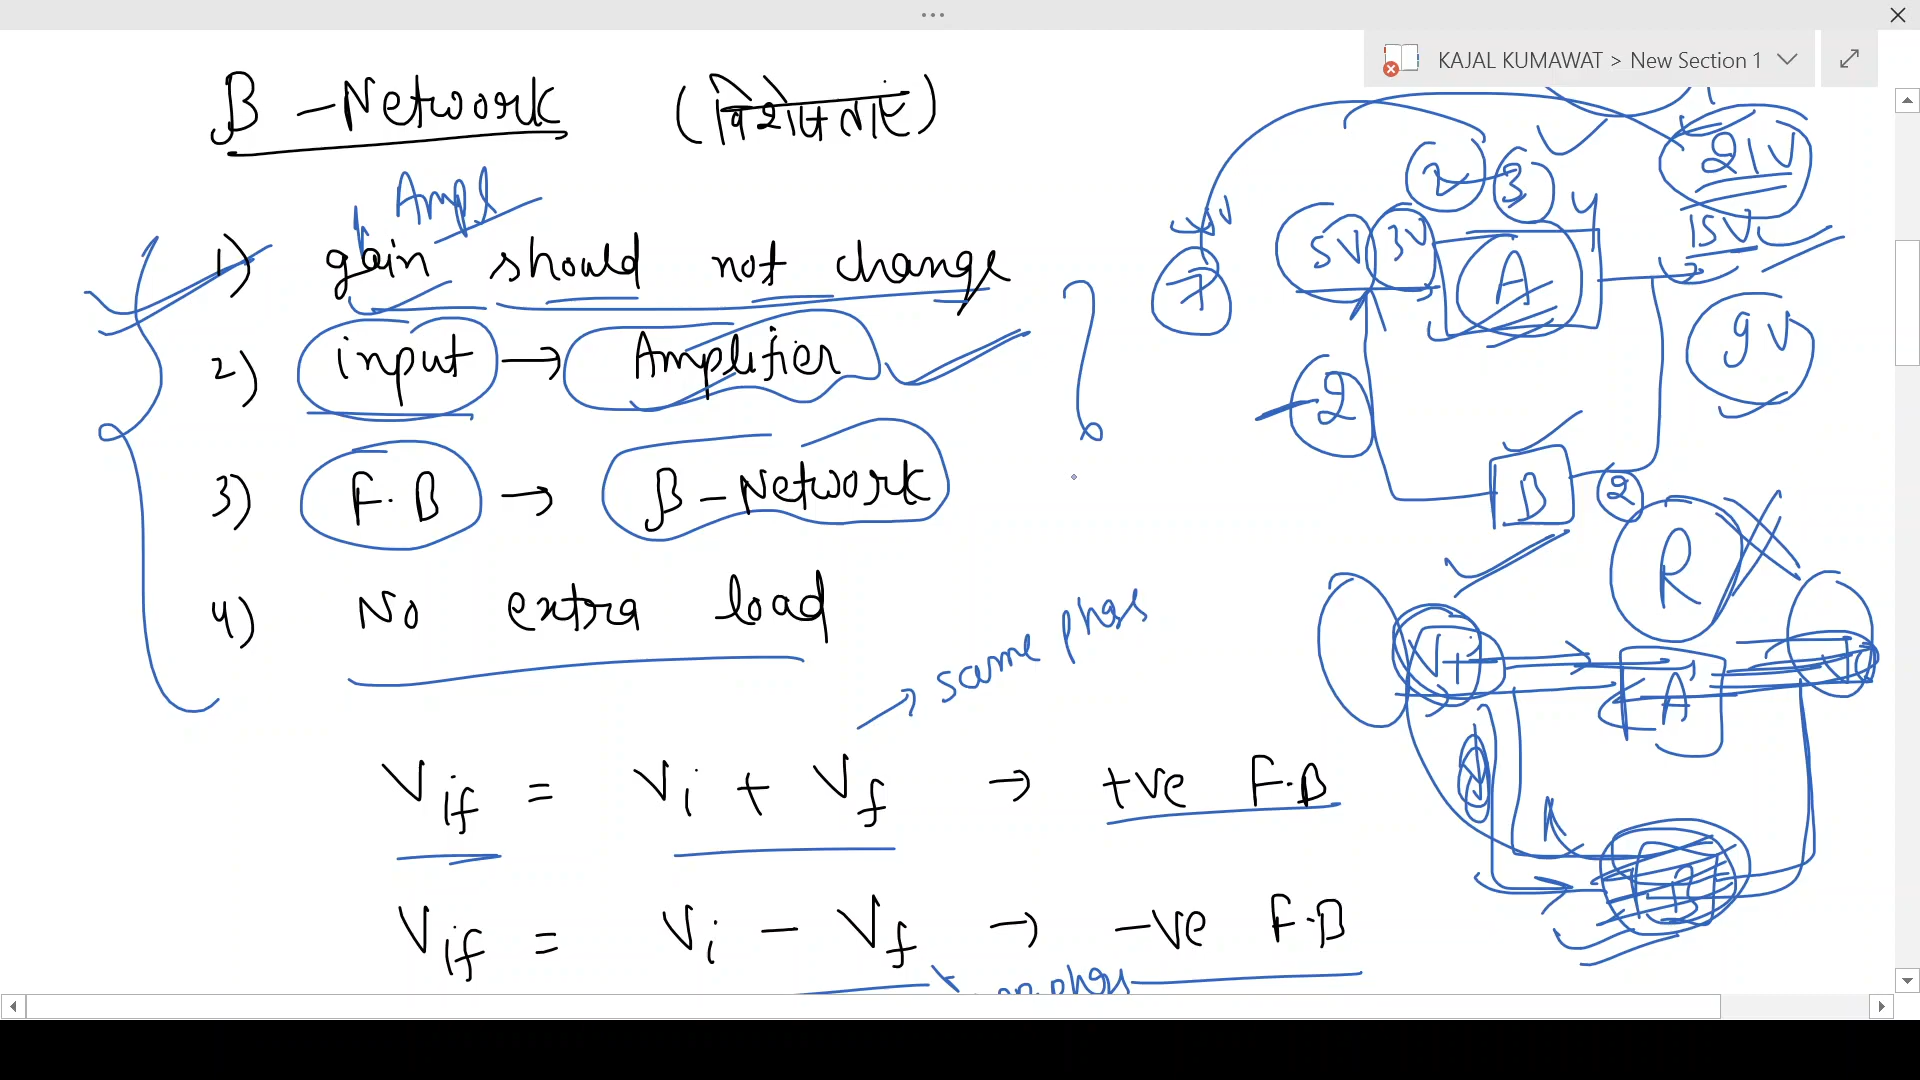 KAJAL KUMAWAT > New Section 1
β - Network (विशेषताएं)
Ampl
1) gain should not change
2) input → Amplifier
3) F.B → β - Network
4) No extra load
same phas
Vif = Vi + Vf → +ve F.B
Vif = Vi - Vf → -ve F.B
2 3
21V
5V 3V A 15V
7
9V
2
B 2
R
A
B